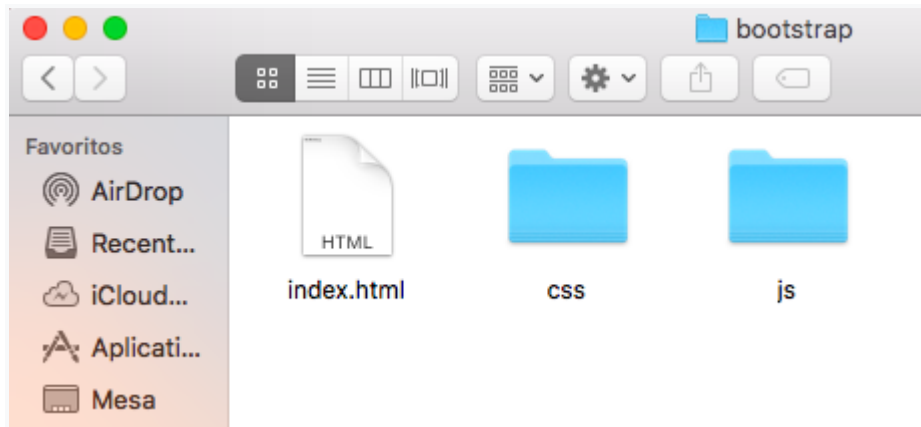 bootstrap
Favoritos
AirDrop
Recent...
iCloud...
Aplicati...
Mesa
HTML
index.html
css
js